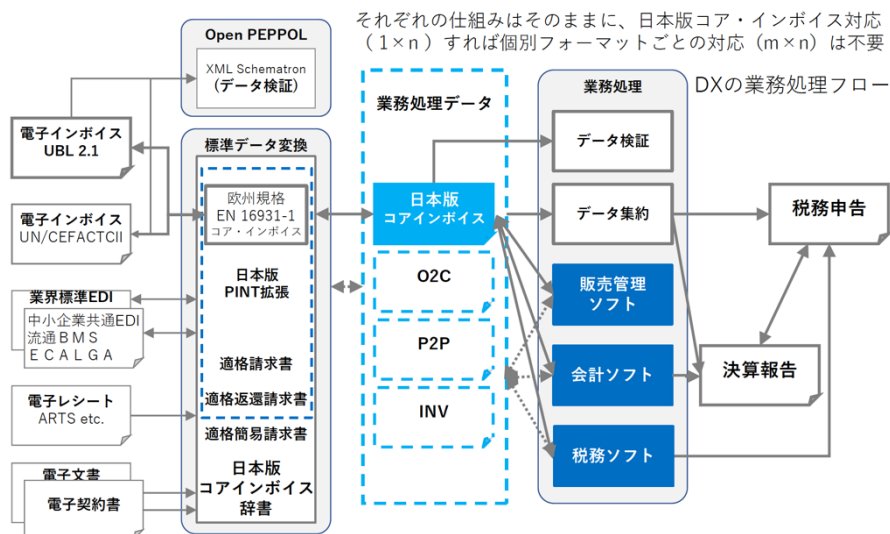 それぞれの仕組みはそのままに、日本版コア・インボイス対応
（１×ｎ）すれば個別フォーマットごとの対応（m×n）は不要
DXの業務処理フロー
Open PEPPOL
XML Schematron
(データ検証)
電子インボイス
UBL 2.1
電子インボイス
UN/CEFACTCII
業界標準EDI
中小企業共通EDI
流通ＢＭＳ
ＥＣＡＬＧＡ
電子レシート
ARTS etc.
電子文書
電子契約書
標準データ変換
欧州規格
EN 16931-1
コア・インボイス
日本版
PINT拡張
適格請求書
適格返還請求書
適格簡易請求書
日本版
コアインボイス
辞書
業務処理データ
日本版
コアインボイス
O2C
P2P
INV
業務処理
データ検証
データ集約
販売管理
ソフト
会計ソフト
税務ソフト
税務申告
決算報告